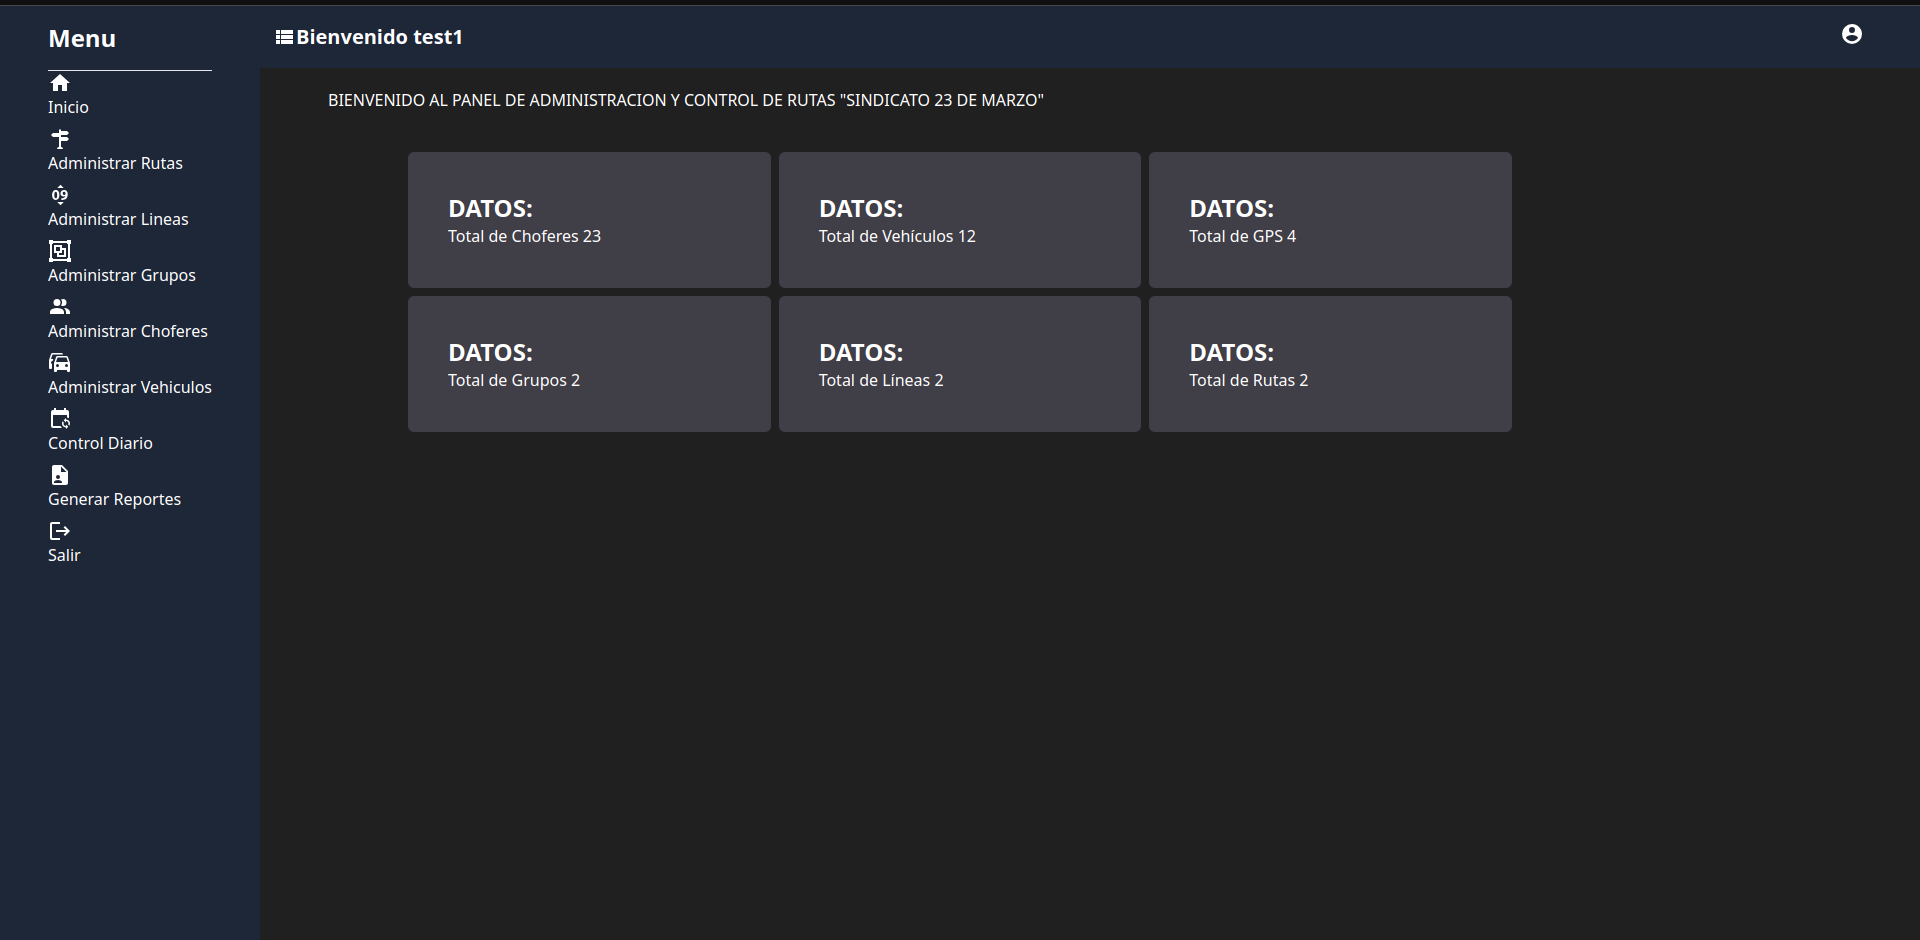 Menu
Inicio
Administrar Rutas
09
Administrar Lineas
Administrar Grupos
Administrar Choferes
Administrar Vehiculos
Control Diario
Generar Reportes
Salir
Bienvenido test1
BIENVENIDO AL PANEL DE ADMINISTRACION Y CONTROL DE RUTAS "SINDICATO 23 DE MARZO"
DATOS:
Total de Choferes 23
DATOS:
Total de Vehículos 12
DATOS:
Total de GPS 4
DATOS:
Total de Grupos 2
DATOS:
Total de Líneas 2
DATOS:
Total de Rutas 2